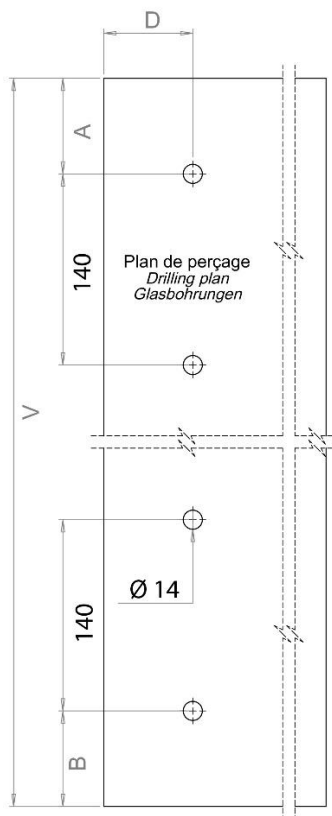 D
A
140
Plan de perçage
Drilling plan
Glasbohrungen
V
Ø 14
140
B